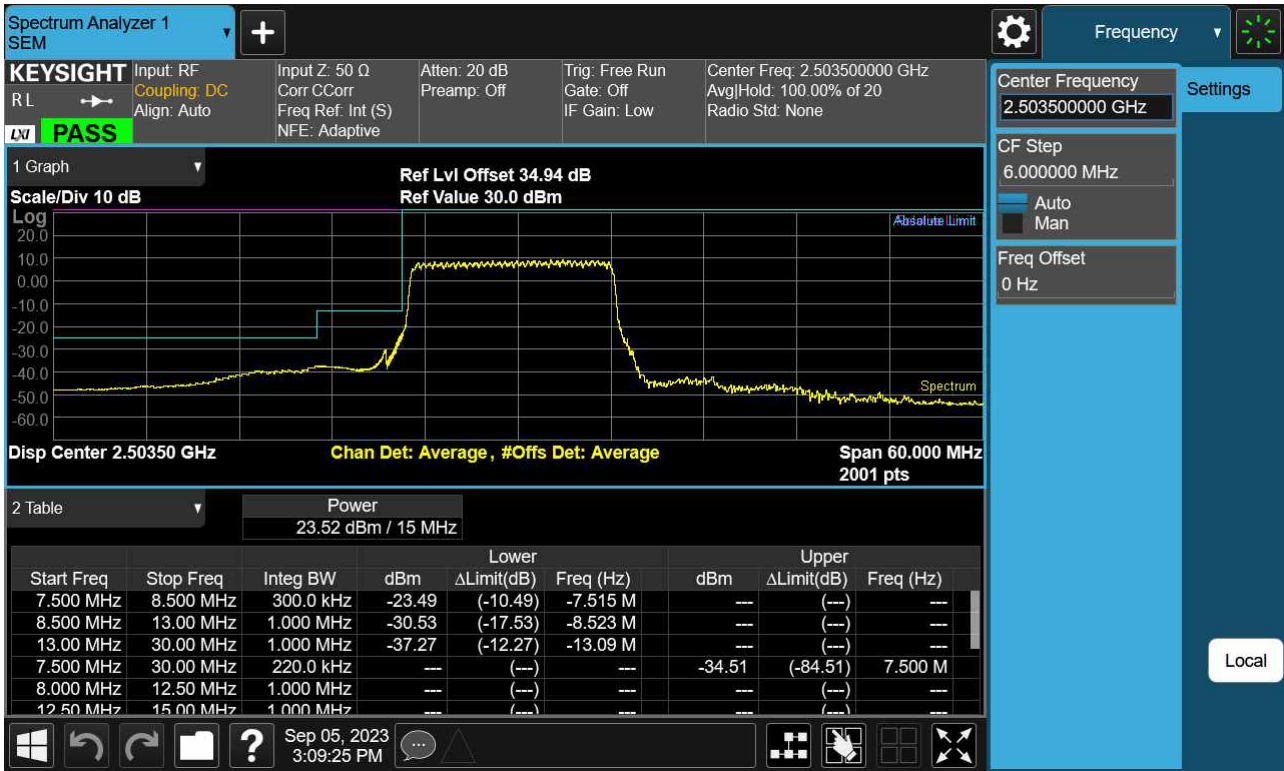 Spectrum Analyzer 1
SEM
+
Frequency
KEYSIGHT
RL
LXI
PASS
Input: RF
Coupling: DC
Align: Auto
Input Z: 50 Ω
Corr CCorr
Freq Ref: Int (S)
NFE: Adaptive
Atten: 20 dB
Preamp: Off
Trig: Free Run
Gate: Off
IF Gain: Low
Center Freq: 2.503500000 GHz
Avg|Hold: 100.00% of 20
Radio Std: None
Center Frequency
2.503500000 GHz
Settings
CF Step
6.000000 MHz
Auto
Man
Freq Offset
0 Hz
Local
1 Graph
Ref Lvl Offset 34.94 dB
Scale/Div 10 dB
Ref Value 30.0 dBm
Log
Absolute Limit
20.0
10.0
0.00
-10.0
-20.0
-30.0
-40.0
-50.0
-60.0
Spectrum
Disp Center 2.50350 GHz
Chan Det: Average, #Offs Det: Average
Span 60.000 MHz
2001 pts
2 Table
Power
23.52 dBm / 15 MHz
Lower Upper
Start Freq Stop Freq Integ BW dBm ΔLimit(dB) Freq (Hz) dBm ΔLimit(dB) Freq (Hz)
7.500 MHz 8.500 MHz 300.0 kHz -23.49 (-10.49) -7.515 M --- (---) ---
8.500 MHz 13.00 MHz 1.000 MHz -30.53 (-17.53) -8.523 M --- (---) ---
13.00 MHz 30.00 MHz 1.000 MHz -37.27 (-12.27) -13.09 M --- (---) ---
7.500 MHz 30.00 MHz 220.0 kHz --- (---) --- -34.51 (-84.51) 7.500 M
8.000 MHz 12.50 MHz 1.000 MHz --- (---) --- --- (---) ---
12.50 MHz 15.00 MHz 1.000 MHz --- (---) --- --- (---) ---
?
Sep 05, 2023
3:09:25 PM